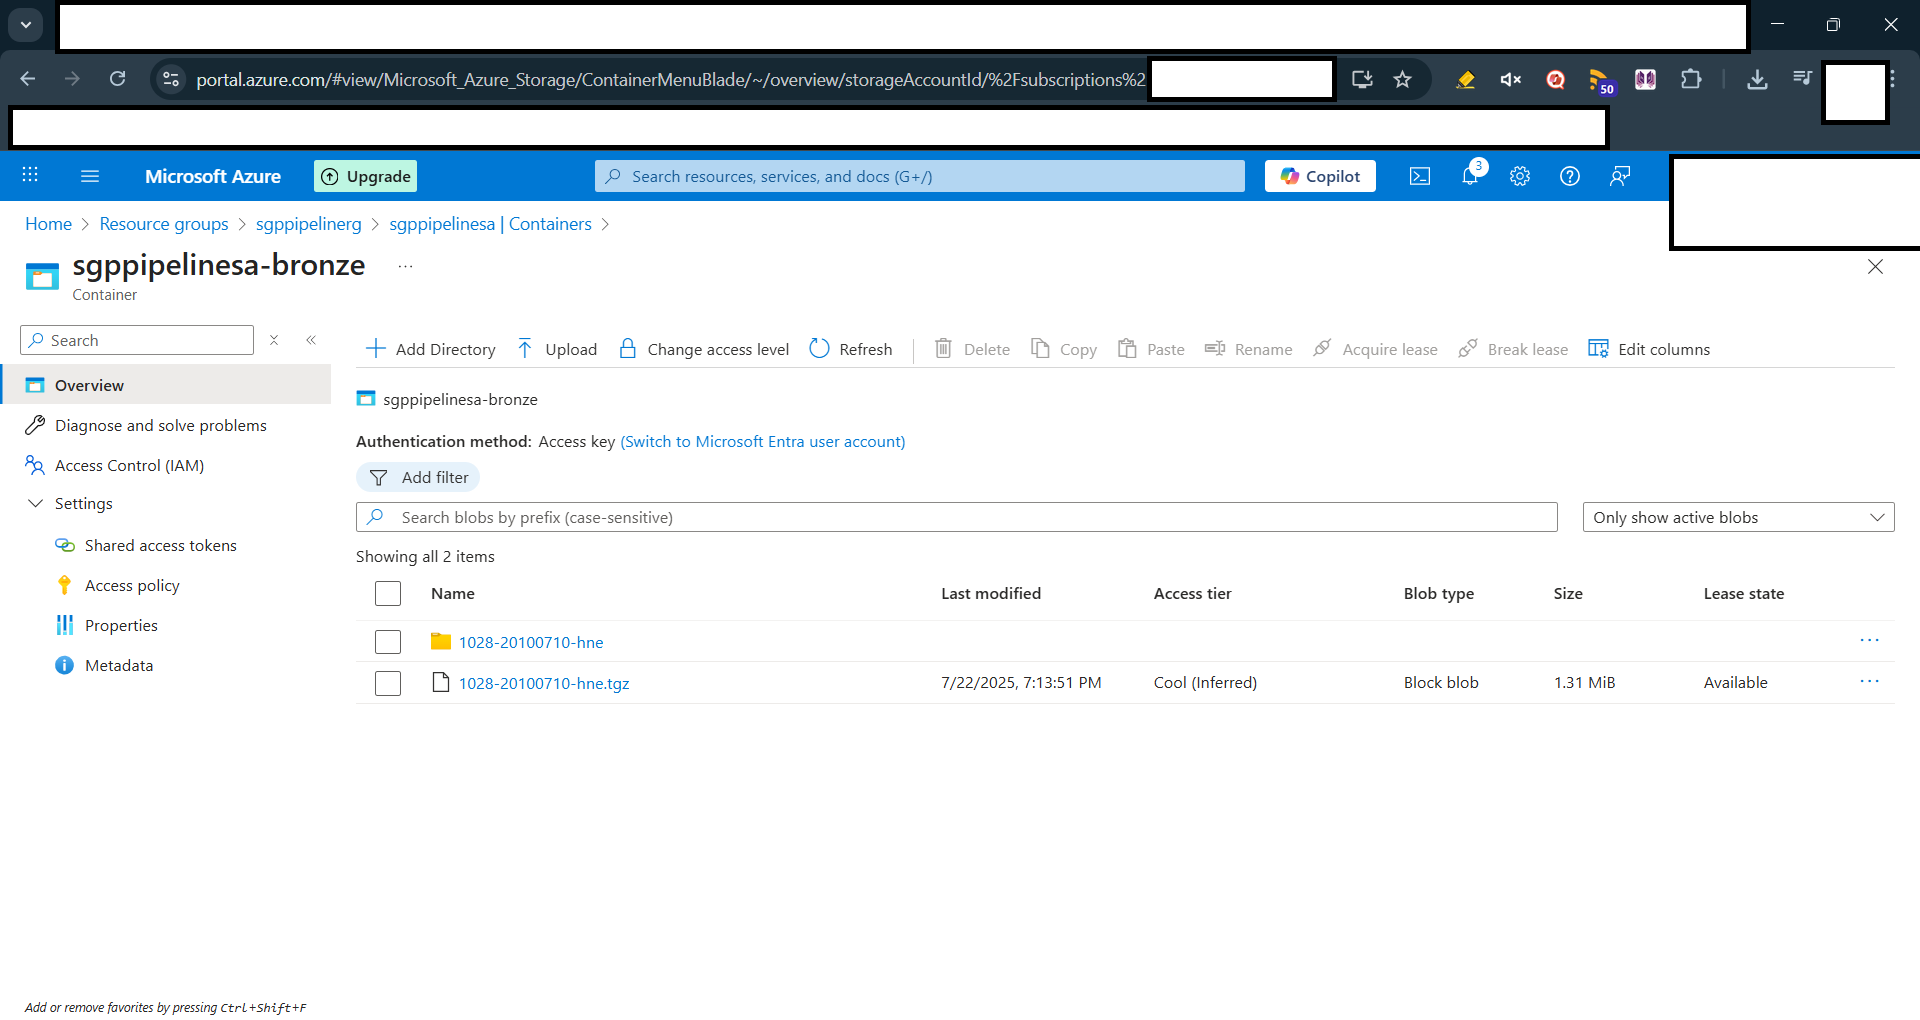 portal.azure.com/#view/Microsoft_Azure_Storage/ContainerMenuBlade/~/overview/storageAccountId/%2Fsubscriptions%2
50
Microsoft Azure
Upgrade
Search resources, services, and docs (G+/)
Copilot
3
Home > Resource groups > sgppipelinerg > sgppipelinesa | Containers >
sgppipelinesa-bronze ...
Container
Search
Add Directory Upload Change access level Refresh Delete Copy Paste Rename Acquire lease Break lease Edit columns
Overview
Diagnose and solve problems
Access Control (IAM)
Settings
Shared access tokens
Access policy
Properties
Metadata
sgppipelinesa-bronze
Authentication method: Access key (Switch to Microsoft Entra user account)
Add filter
Search blobs by prefix (case-sensitive)
Only show active blobs
Showing all 2 items
Name Last modified Access tier Blob type Size Lease state
1028-20100710-hne ...
1028-20100710-hne.tgz 7/22/2025, 7:13:51 PM Cool (Inferred) Block blob 1.31 MiB Available ...
Add or remove favorites by pressing Ctrl+Shift+F